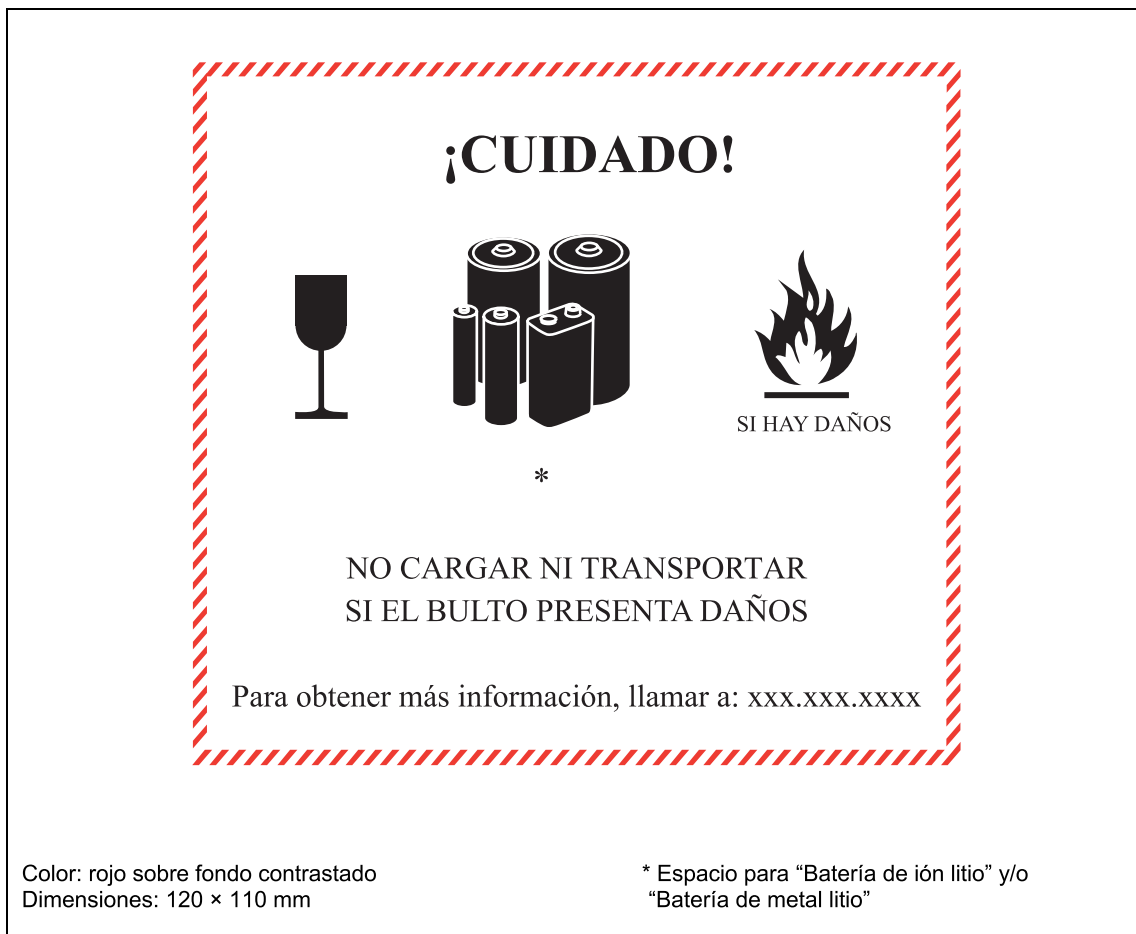 ¡CUIDADO!
SI HAY DAÑOS
*
NO CARGAR NI TRANSPORTAR
SI EL BULTO PRESENTA DAÑOS
Para obtener más información, llamar a: xxx.xxx.xxxx
Color: rojo sobre fondo contrastado
Dimensiones: 120 × 110 mm
* Espacio para “Batería de ión litio” y/o
“Batería de metal litio”